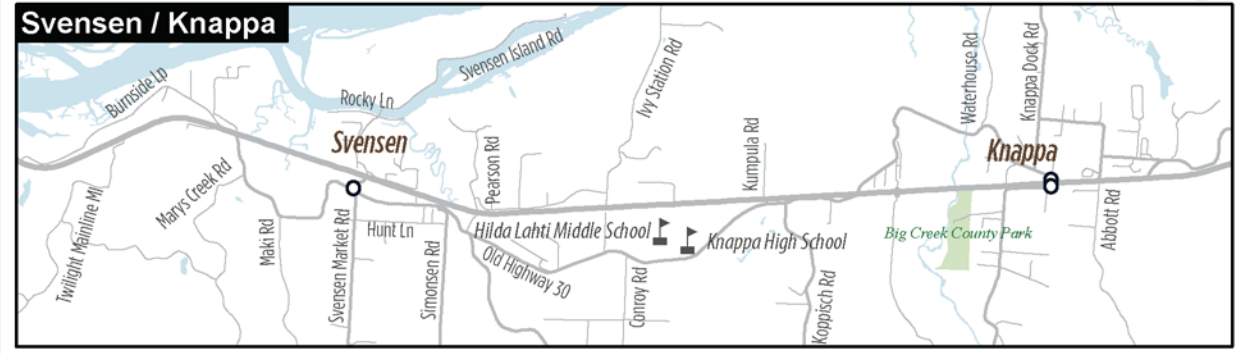 Svensen / Knappa
Burnside Lp
Rocky Ln
Svensen Island Rd
Ivy Station Rd
Waterhouse Rd
Knappa Dock Rd
Svensen
Pearson Rd
Kumpula Rd
Knappa
Twilight Mainline Ml
Marys Creek Rd
Maki Rd
Svensen Market Rd
Hunt Ln
Simonsen Rd
Hilda Lahti Middle School
Knappa High School
Old Highway 30
Conroy Rd
Koppisch Rd
Big Creek County Park
Abbott Rd